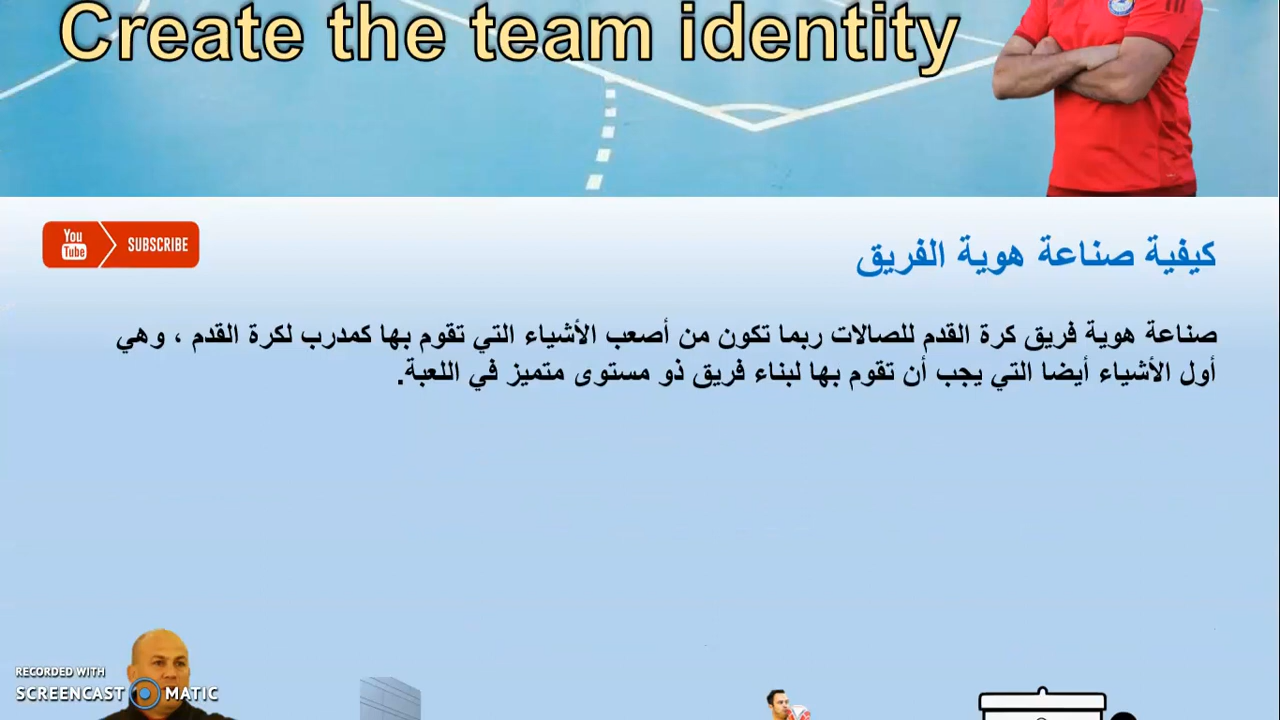 Create the team identity
You
Tube
SUBSCRIBE
كيفية صناعة هوية الفريق
صناعة هوية فريق كرة القدم للصالات ربما تكون من أصعب الأشياء التي تقوم بها كمدرب لكرة القدم ، وهي
أول الأشياء أيضا التي يجب أن تقوم بها لبناء فريق ذو مستوى متميز في اللعبة.
RECORDED WITH
SCREENCAST MATIC